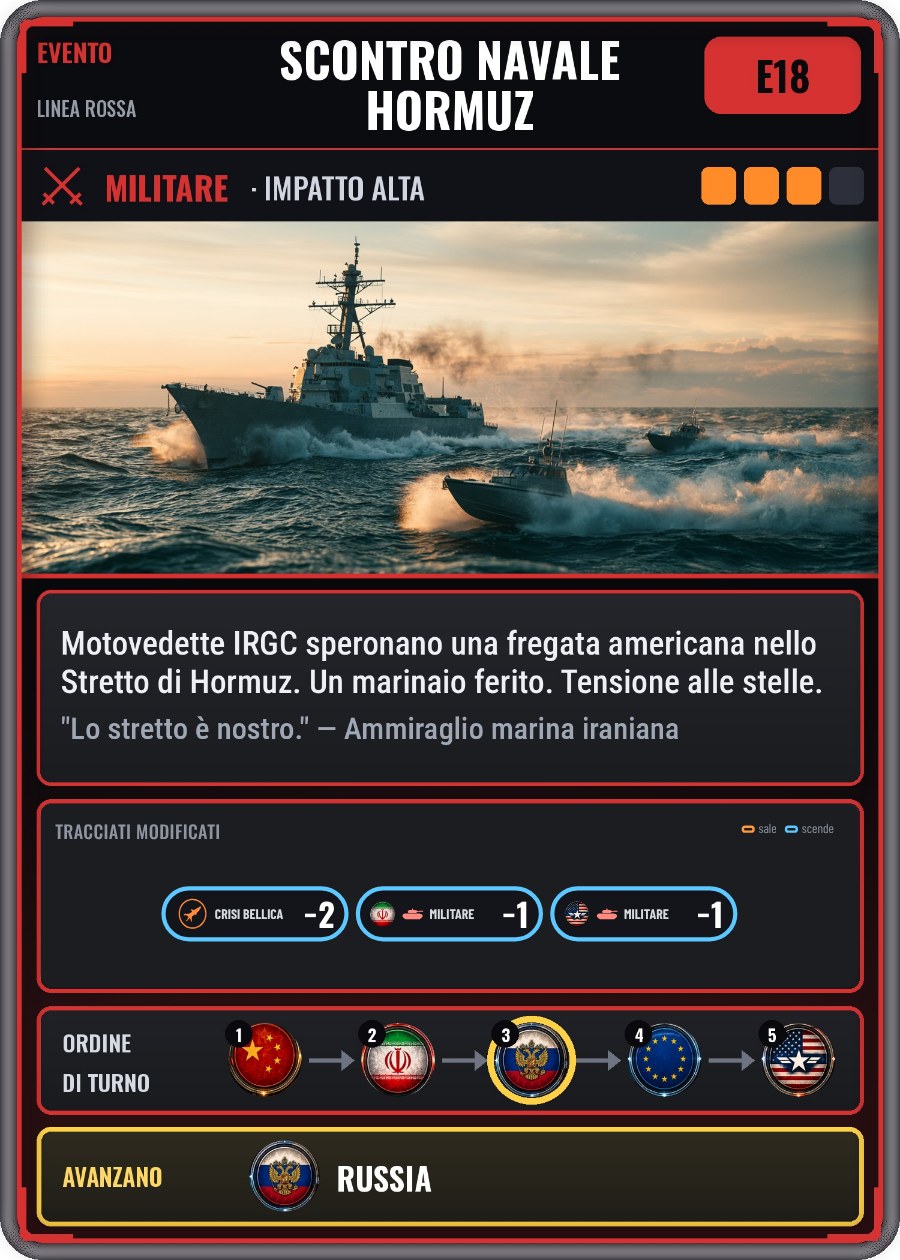 EVENTO
LINEA ROSSA
SCONTRO NAVALE
HORMUZ
E18
MILITARE · IMPATTO ALTA
Motovedette IRGC speronano una fregata americana nello
Stretto di Hormuz. Un marinaio ferito. Tensione alle stelle.
"Lo stretto è nostro." — Ammiraglio marina iraniana
TRACCIATI MODIFICATI
sale scende
CRISI BELLICA -2
MILITARE -1
MILITARE -1
ORDINE
DI TURNO
1 2 3 4 5
AVANZANO RUSSIA